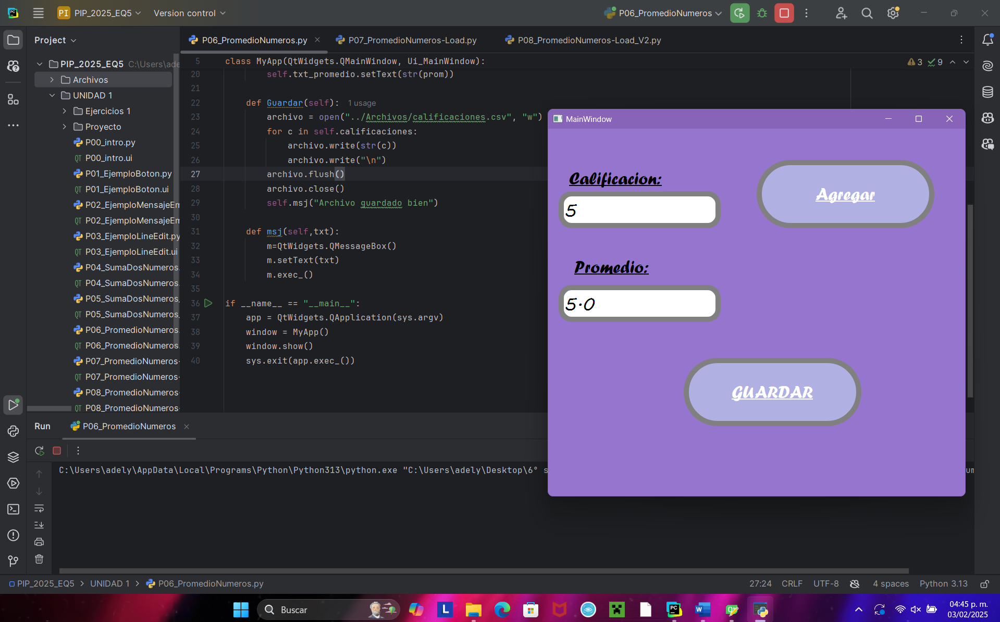 PI PIP_2025_EQ5 Version control P06_PromedioNumeros
Project
P06_PromedioNumeros.py P07_PromedioNumeros-Load.py P08_PromedioNumeros-Load_V2.py
PIP_2025_EQ5 C:\Users\ade
Archivos
UNIDAD 1
Ejercicios 1
Proyecto
P00_intro.py
P00_intro.ui
P01_EjemploBoton.py
P01_EjemploBoton.ui
P02_EjemploMensajeEm
P02_EjemploMensajeEm
P03_EjemploLineEdit.py
P03_EjemploLineEdit.ui
P04_SumaDosNumeros.
P04_SumaDosNumeros.
P05_SumaDosNumeros_
P05_SumaDosNumeros_
P06_PromedioNumeros.
P06_PromedioNumeros.
P07_PromedioNumeros-
P07_PromedioNumeros-
P08_PromedioNumeros-
P08_PromedioNumeros-
5 class MyApp(QtWidgets.QMainWindow, Ui_MainWindow): 3 9
20 self.txt_promedio.setText(str(prom))
21
22 def Guardar(self): 1 usage
23 archivo = open("../Archivos/calificaciones.csv", "w")
24 for c in self.calificaciones:
25 archivo.write(str(c))
26 archivo.write("\n")
27 archivo.flush()
28 archivo.close()
29 self.msj("Archivo guardado bien")
30
31 def msj(self,txt):
32 m=QtWidgets.QMessageBox()
33 m.setText(txt)
34 m.exec_()
35
36 if __name__ == "__main__":
37 app = QtWidgets.QApplication(sys.argv)
38 window = MyApp()
39 window.show()
40 sys.exit(app.exec_())
MainWindow
Calificacion:
5
Agregar
Promedio:
5.0
GUARDAR
Run P06_PromedioNumeros
C:\Users\adely\AppData\Local\Programs\Python\Python313\python.exe "C:\Users\adely\Desktop\6° s
um
PIP_2025_EQ5 > UNIDAD 1 > P06_PromedioNumeros.py 27:24 CRLF UTF-8 4 spaces Python 3.13
Buscar
04:45 p. m.
03/02/2025